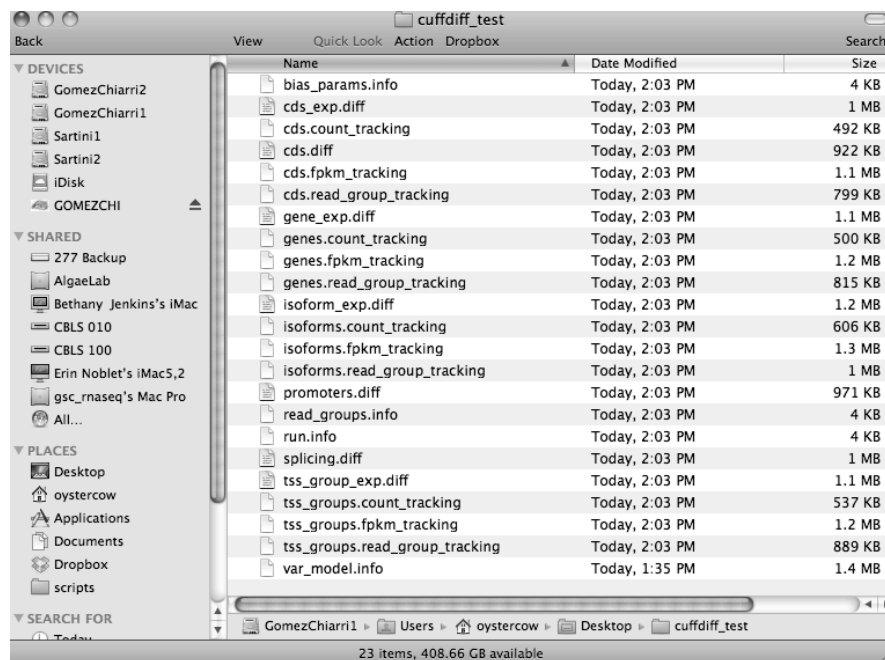 cuffdiff_test
Back View Quick Look Action Dropbox Search
Name Date Modified Size
DEVICES
GomezChiarri2
GomezChiarri1
Sartini1
Sartini2
iDisk
GOMEZCHI
SHARED
277 Backup
AlgaeLab
Bethany Jenkins's iMac
CBLS 010
CBLS 100
Erin Noblet's iMac5,2
gsc_rnaseq's Mac Pro
All...
PLACES
Desktop
oystercow
Applications
Documents
Dropbox
scripts
SEARCH FOR
Today
bias_params.info Today, 2:03 PM 4 KB
cds_exp.diff Today, 2:03 PM 1 MB
cds.count_tracking Today, 2:03 PM 492 KB
cds.diff Today, 2:03 PM 922 KB
cds.fpkm_tracking Today, 2:03 PM 1.1 MB
cds.read_group_tracking Today, 2:03 PM 799 KB
gene_exp.diff Today, 2:03 PM 1.1 MB
genes.count_tracking Today, 2:03 PM 500 KB
genes.fpkm_tracking Today, 2:03 PM 1.2 MB
genes.read_group_tracking Today, 2:03 PM 815 KB
isoform_exp.diff Today, 2:03 PM 1.2 MB
isoforms.count_tracking Today, 2:03 PM 606 KB
isoforms.fpkm_tracking Today, 2:03 PM 1.3 MB
isoforms.read_group_tracking Today, 2:03 PM 1 MB
promoters.diff Today, 2:03 PM 971 KB
read_groups.info Today, 2:03 PM 4 KB
run.info Today, 2:03 PM 4 KB
splicing.diff Today, 2:03 PM 1 MB
tss_group_exp.diff Today, 2:03 PM 1.1 MB
tss_groups.count_tracking Today, 2:03 PM 537 KB
tss_groups.fpkm_tracking Today, 2:03 PM 1.2 MB
tss_groups.read_group_tracking Today, 2:03 PM 889 KB
var_model.info Today, 1:35 PM 1.4 MB
GomezChiarri1 Users oystercow Desktop cuffdiff_test
23 items, 408.66 GB available